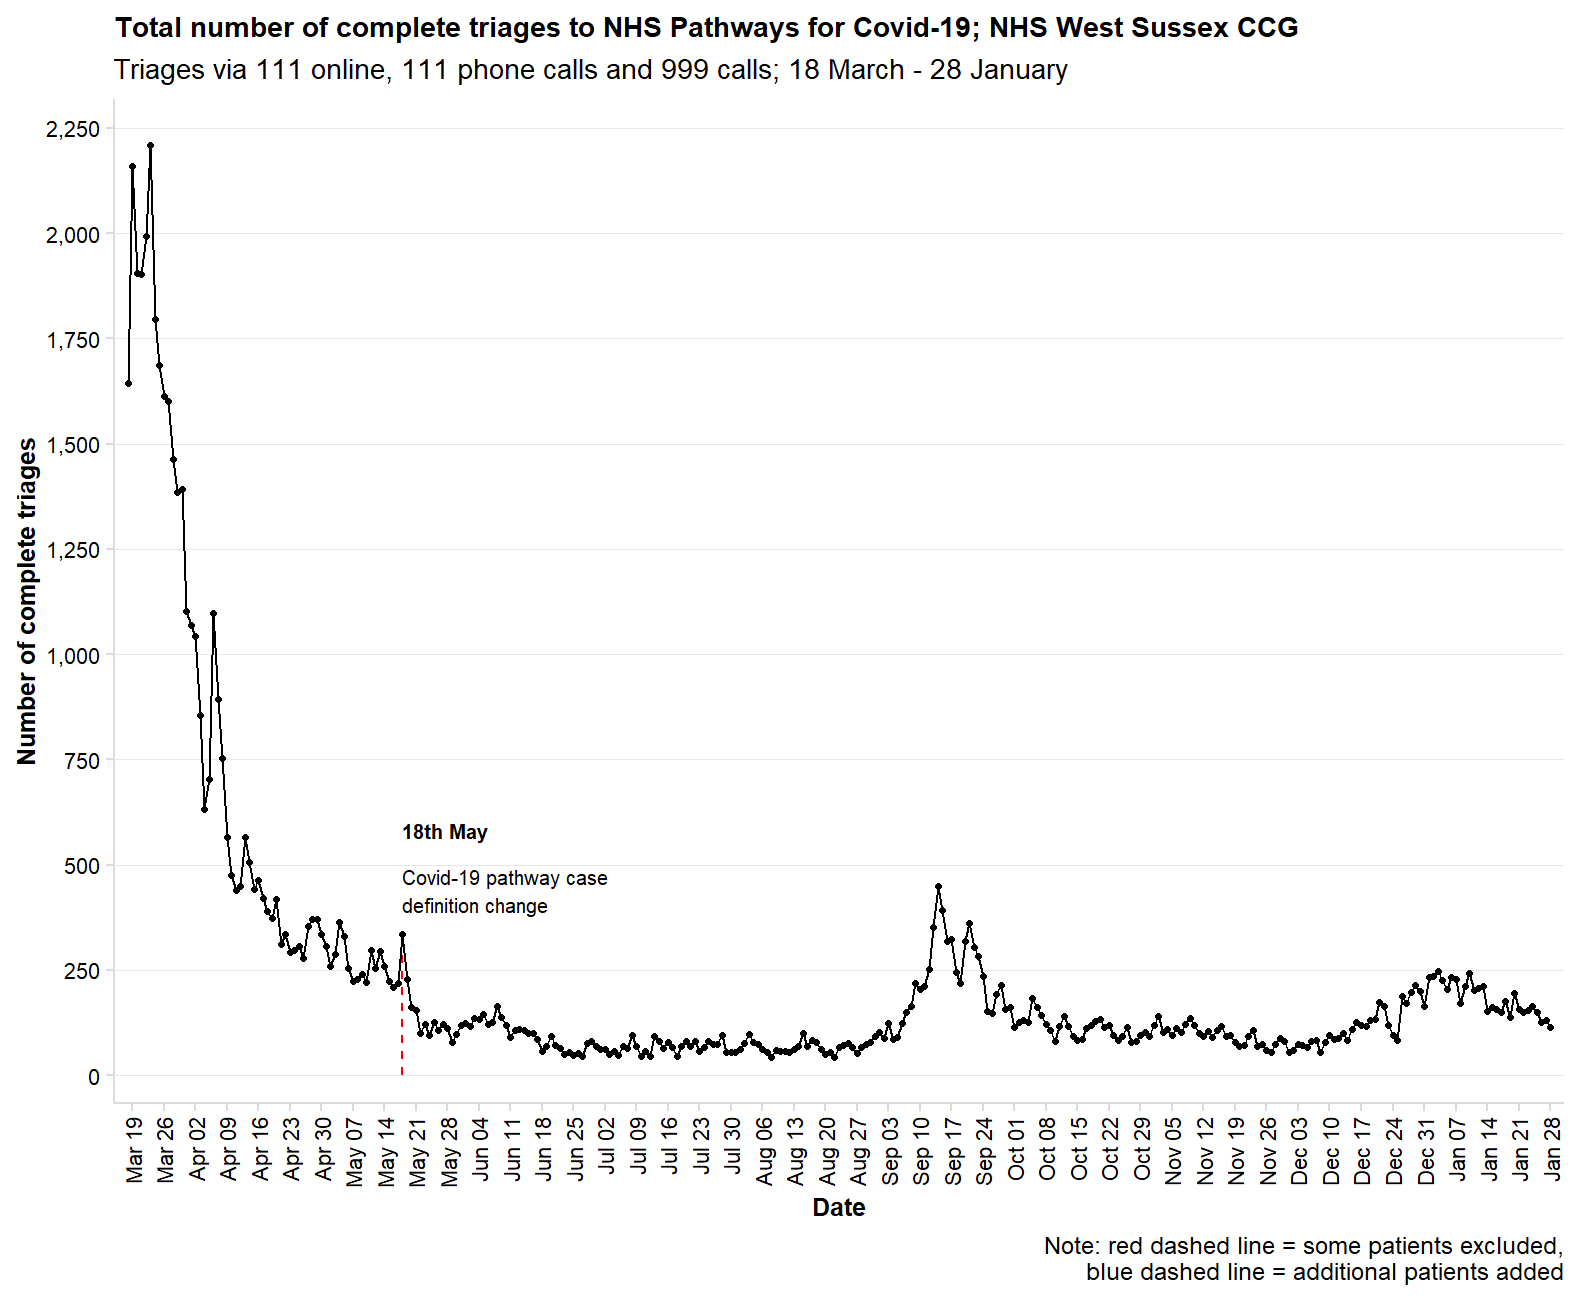 Total number of complete triages to NHS Pathways for Covid-19; NHS West Sussex CCG
Triages via 111 online, 111 phone calls and 999 calls; 18 March - 28 January
Number of complete triages
2,250
2,000
1,750
1,500
1,250
1,000
750
500
250
0
18th May
Covid-19 pathway case
definition change
Mar 19
Mar 26
Apr 02
Apr 09
Apr 16
Apr 23
Apr 30
May 07
May 14
May 21
May 28
Jun 04
Jun 11
Jun 18
Jun 25
Jul 02
Jul 09
Jul 16
Jul 23
Jul 30
Aug 06
Aug 13
Aug 20
Aug 27
Sep 03
Sep 10
Sep 17
Sep 24
Oct 01
Oct 08
Oct 15
Oct 22
Oct 29
Nov 05
Nov 12
Nov 19
Nov 26
Dec 03
Dec 10
Dec 17
Dec 24
Dec 31
Jan 07
Jan 14
Jan 21
Jan 28
Date
Note: red dashed line = some patients excluded,
blue dashed line = additional patients added